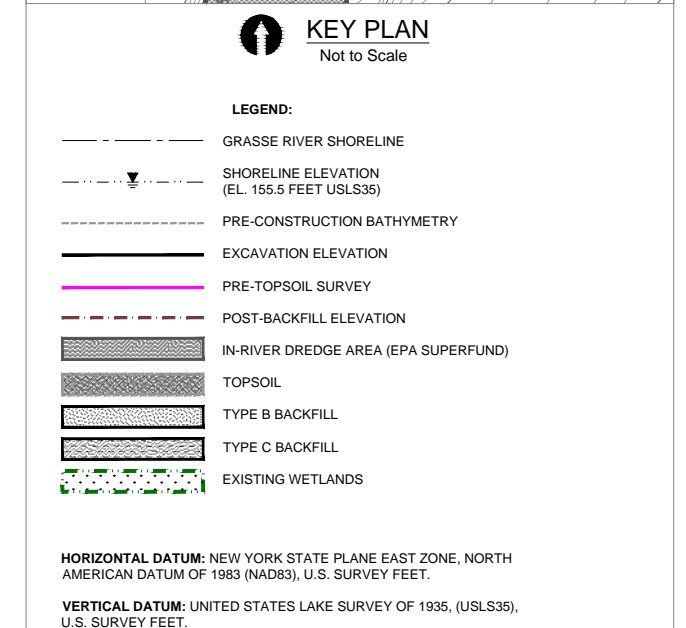 KEY PLAN
Not to Scale
LEGEND:
GRASSE RIVER SHORELINE
SHORELINE ELEVATION
(EL. 155.5 FEET USLS35)
PRE-CONSTRUCTION BATHYMETRY
EXCAVATION ELEVATION
PRE-TOPSOIL SURVEY
POST-BACKFILL ELEVATION
IN-RIVER DREDGE AREA (EPA SUPERFUND)
TOPSOIL
TYPE B BACKFILL
TYPE C BACKFILL
EXISTING WETLANDS
HORIZONTAL DATUM: NEW YORK STATE PLANE EAST ZONE, NORTH
AMERICAN DATUM OF 1983 (NAD83), U.S. SURVEY FEET.
VERTICAL DATUM: UNITED STATES LAKE SURVEY OF 1935, (USLS35),
U.S. SURVEY FEET.